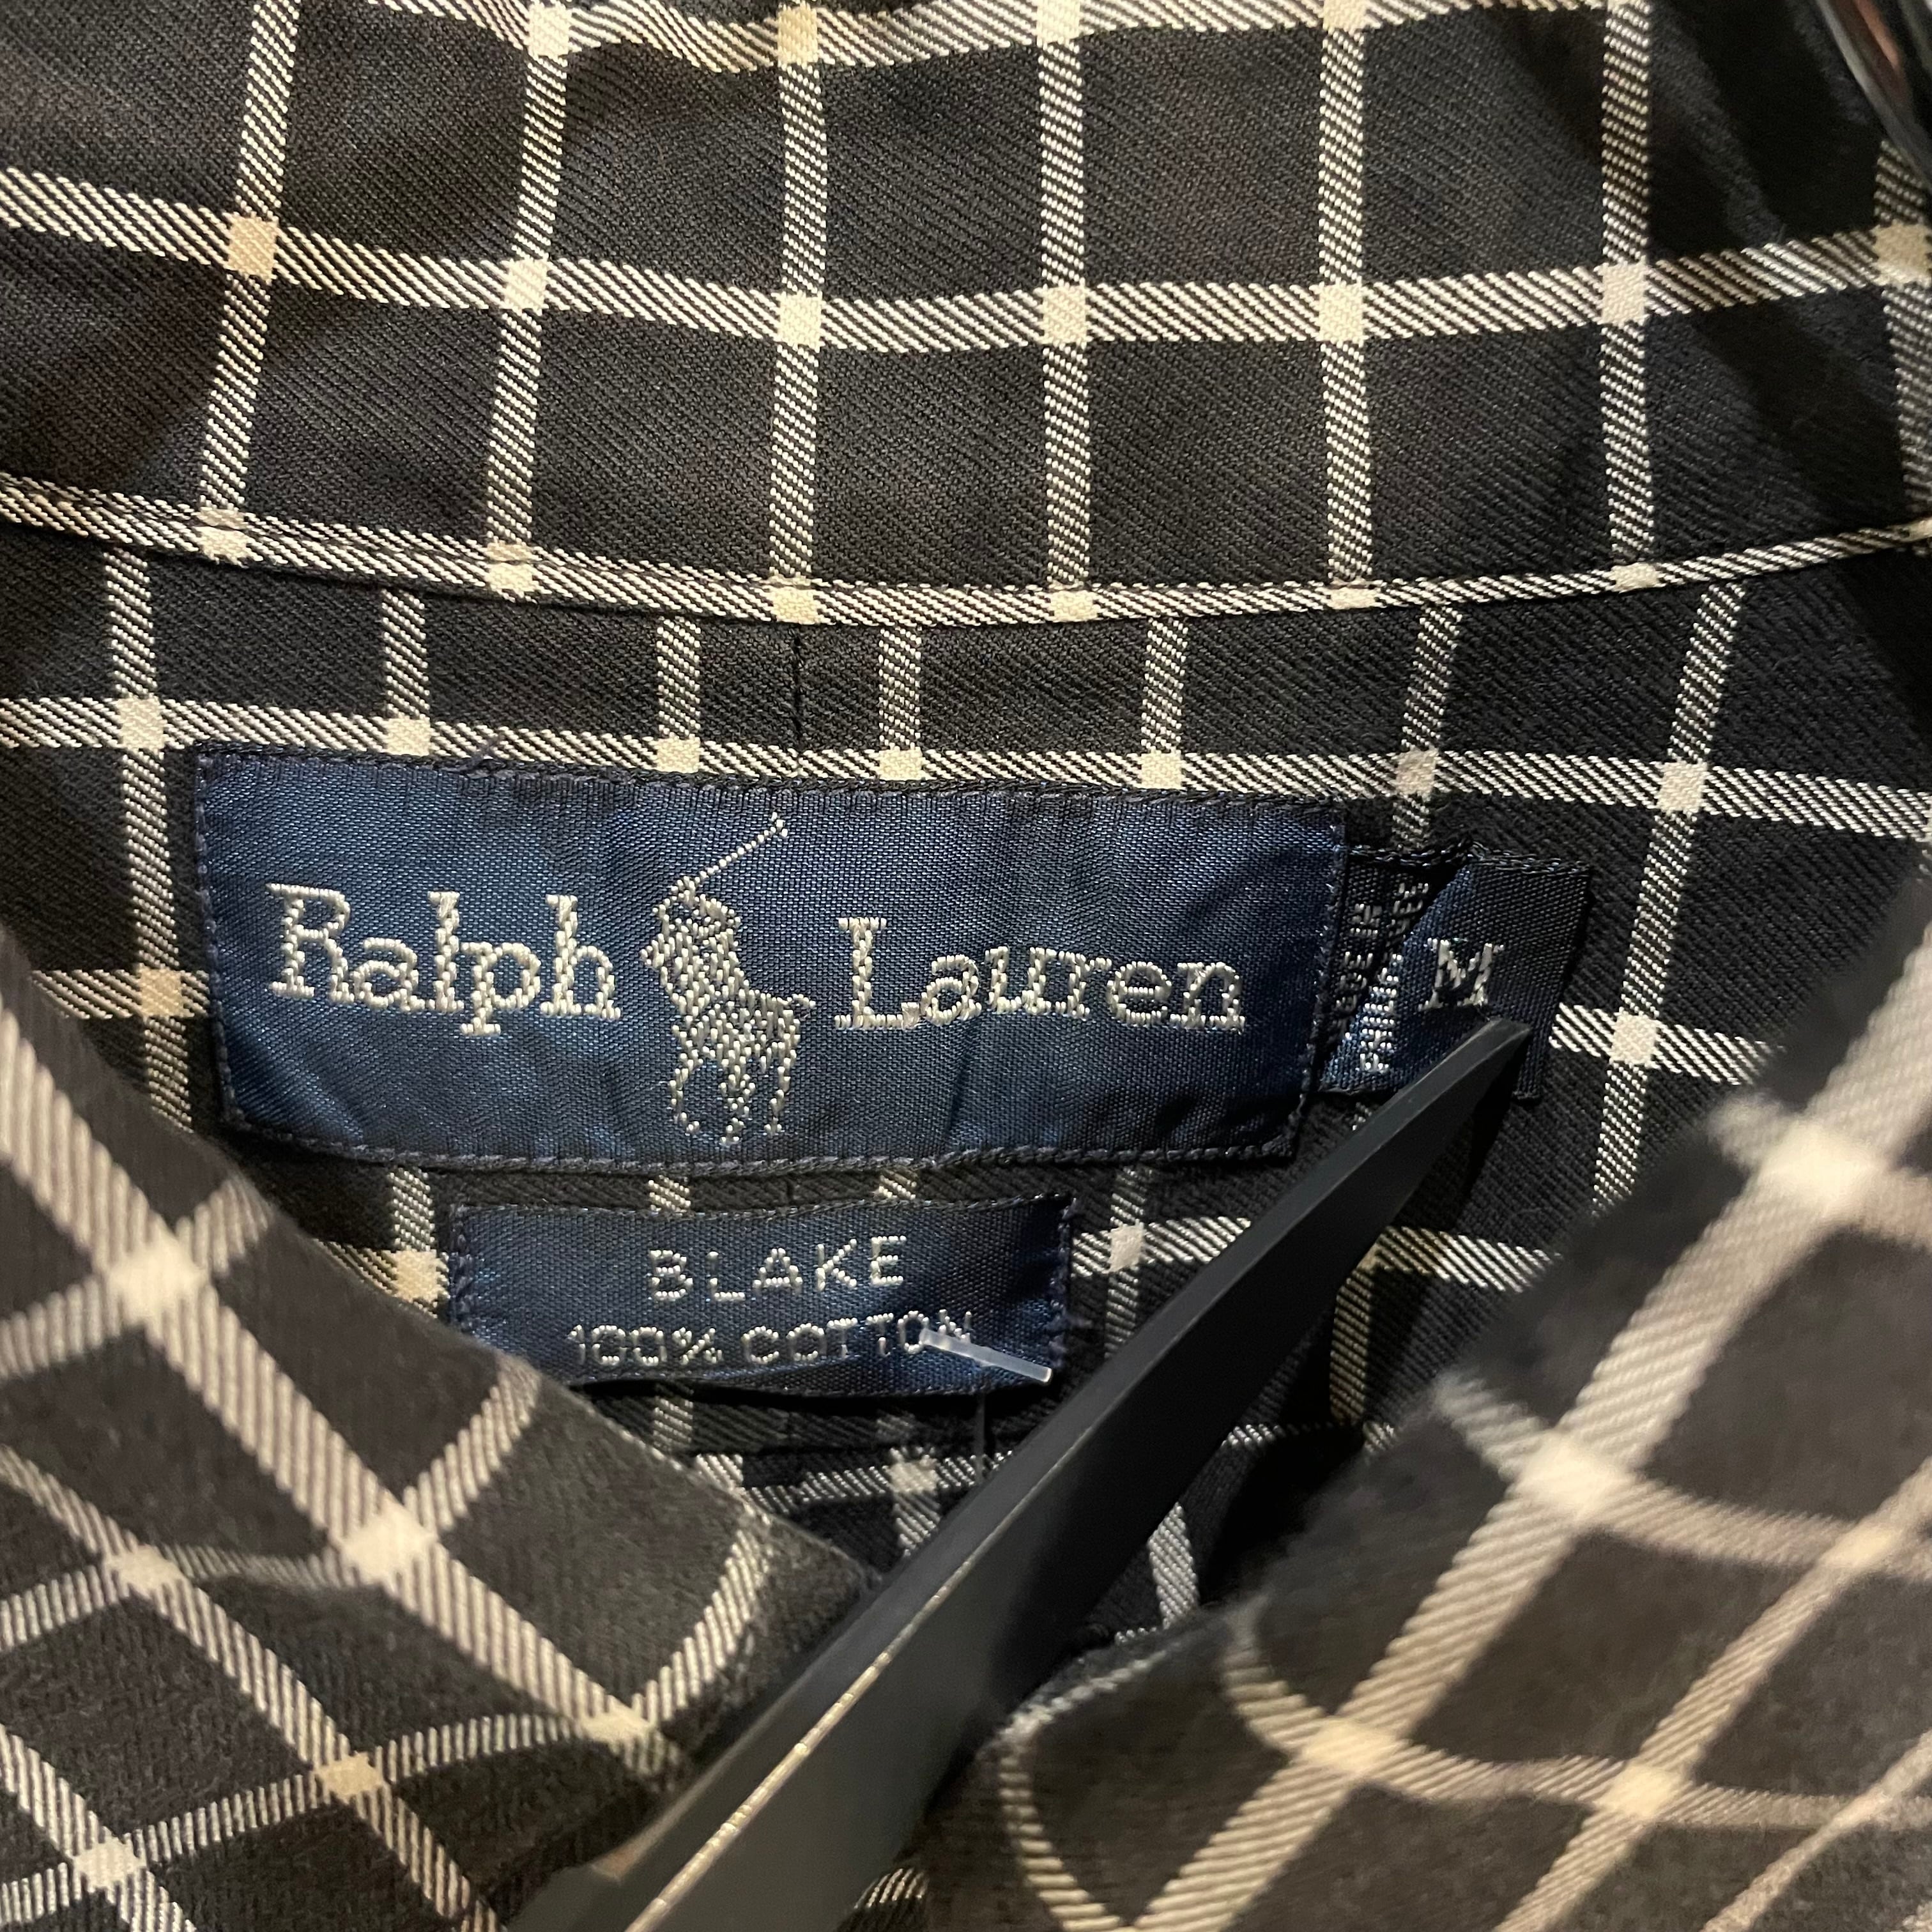 Ralph Lauren
M
BLAKE
100% COTTON